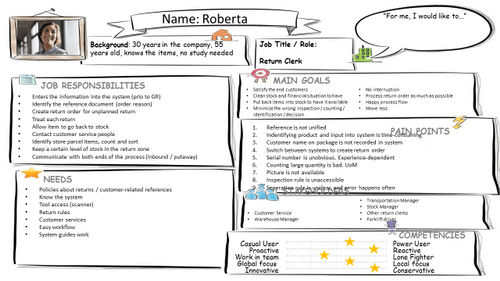 Name: Roberta
"For me, I would like to..."
Background: 30 years in the company, 55
years old, knows the items, no study needed
Job Title / Role:
Return Clerk
JOB RESPONSIBILITIES
Enters the information into the system (prio to GR)
Identify the reference document (order reason)
Create return order for unplanned return
Treat each return
Allow item to go back to stock
Contact customer service people
Identify store parcel items, count and sort
Keep a certain level of stock in the return zone
Communicate with both ends of the process (Inbound / putaway)
MAIN GOALS
Satisfy the end customers
Clean stock and financial situation to have
Put back items into stock to have it available
Minimize the wrong inspection / counting /
identification / decision
No interruption
Process return order as much as possible
Happy process flow
Move less
PAIN POINTS
1. Reference is not unified
2. Indentifying product and input into system is time consuming
3. Customer name on package is not recorded in system
4. Switch between systems to create return order
5. Serial number is unobvious. Experience-dependent
6. Counting large quantity is bad. UoM
7. Picture is not available
8. Inspection rule is unaccessible
9.
NEEDS
Policies about returns / customer-related references
Know the system
Tool access (scanner)
Return rules
Customer services
Easy workflow
System guides work
Customer Service
Warehouse Manager
Transportation Manager
Stock Manager
Other return clerks
Forklift
COMPETENCIES
Casual User
Power User
Proactive
Reactive
Work in team
Lone Fighter
Global focus
Local focus
Innovative
Conservative